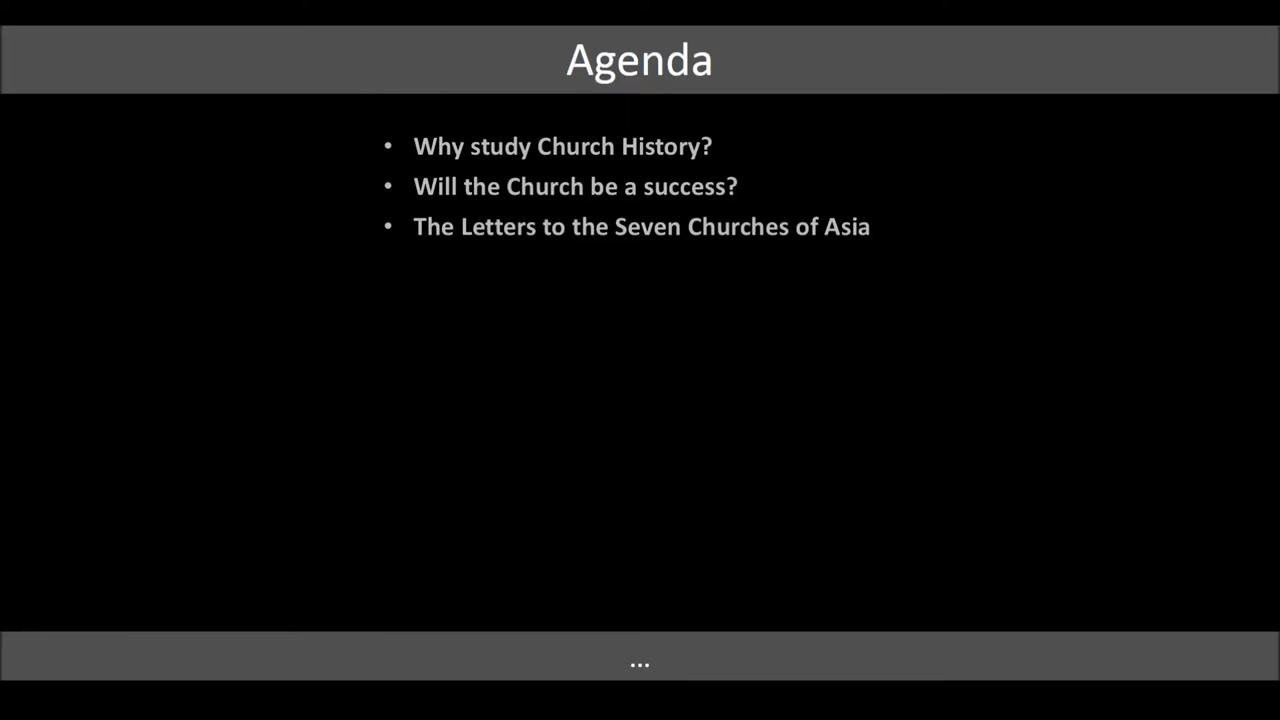 Agenda
• Why study Church History?
• Will the Church be a success?
• The Letters to the Seven Churches of Asia
...